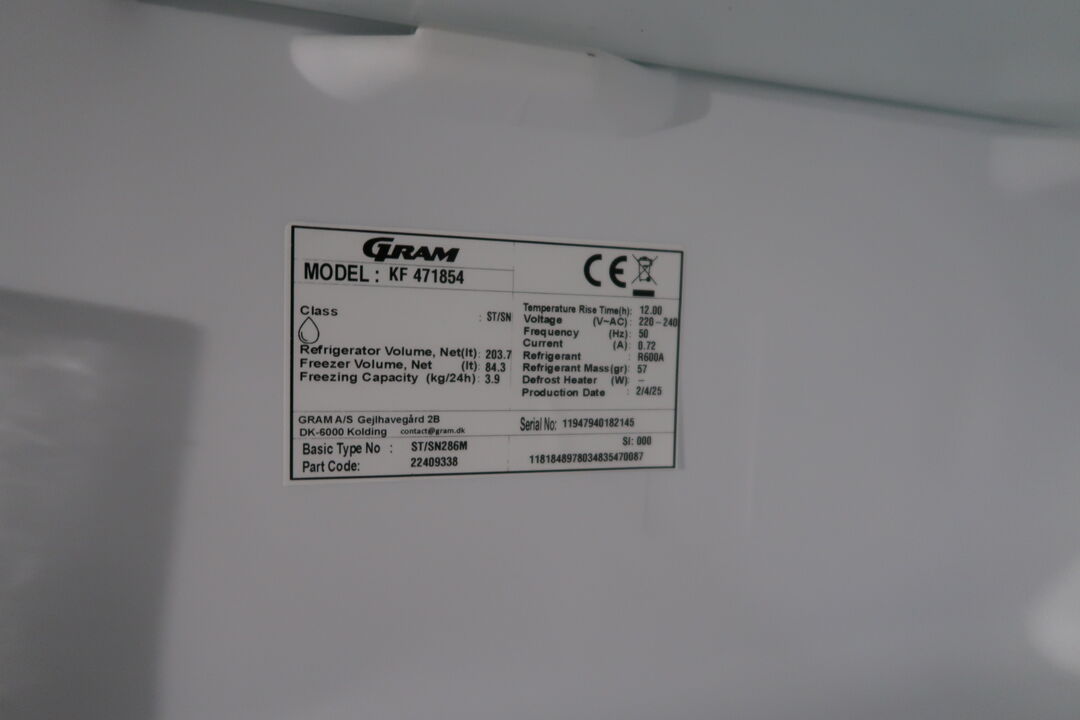 GRAM
MODEL : KF 471854
CE
Class : ST/SN
Refrigerator Volume, Net(lt): 203.7
Freezer Volume, Net (lt): 84.3
Freezing Capacity (kg/24h): 3.9
Temperature Rise Time(h): 12.00
Voltage (V~AC): 220-240
Frequency (Hz): 50
Current (A): 0.72
Refrigerant : R600A
Refrigerant Mass(gr): 57
Defrost Heater (W): --
Production Date : 2/4/25
GRAM A/S Gejlhavegård 2B
DK-6000 Kolding contact@gram.dk
Serial No: 11947940182145
Basic Type No : ST/SN286M
Part Code: 22409338
SI: 000
1181848978034835470087